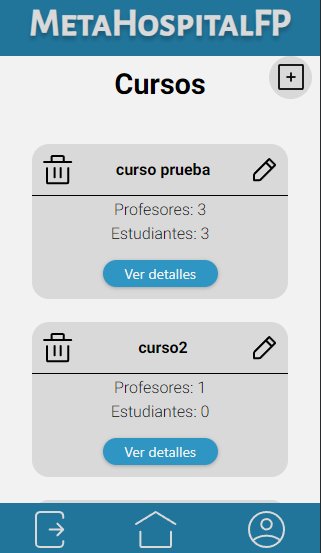 MetaHospitalFP
Cursos
curso prueba
Profesores: 3
Estudiantes: 3
Ver detalles
curso2
Profesores: 1
Estudiantes: 0
Ver detalles